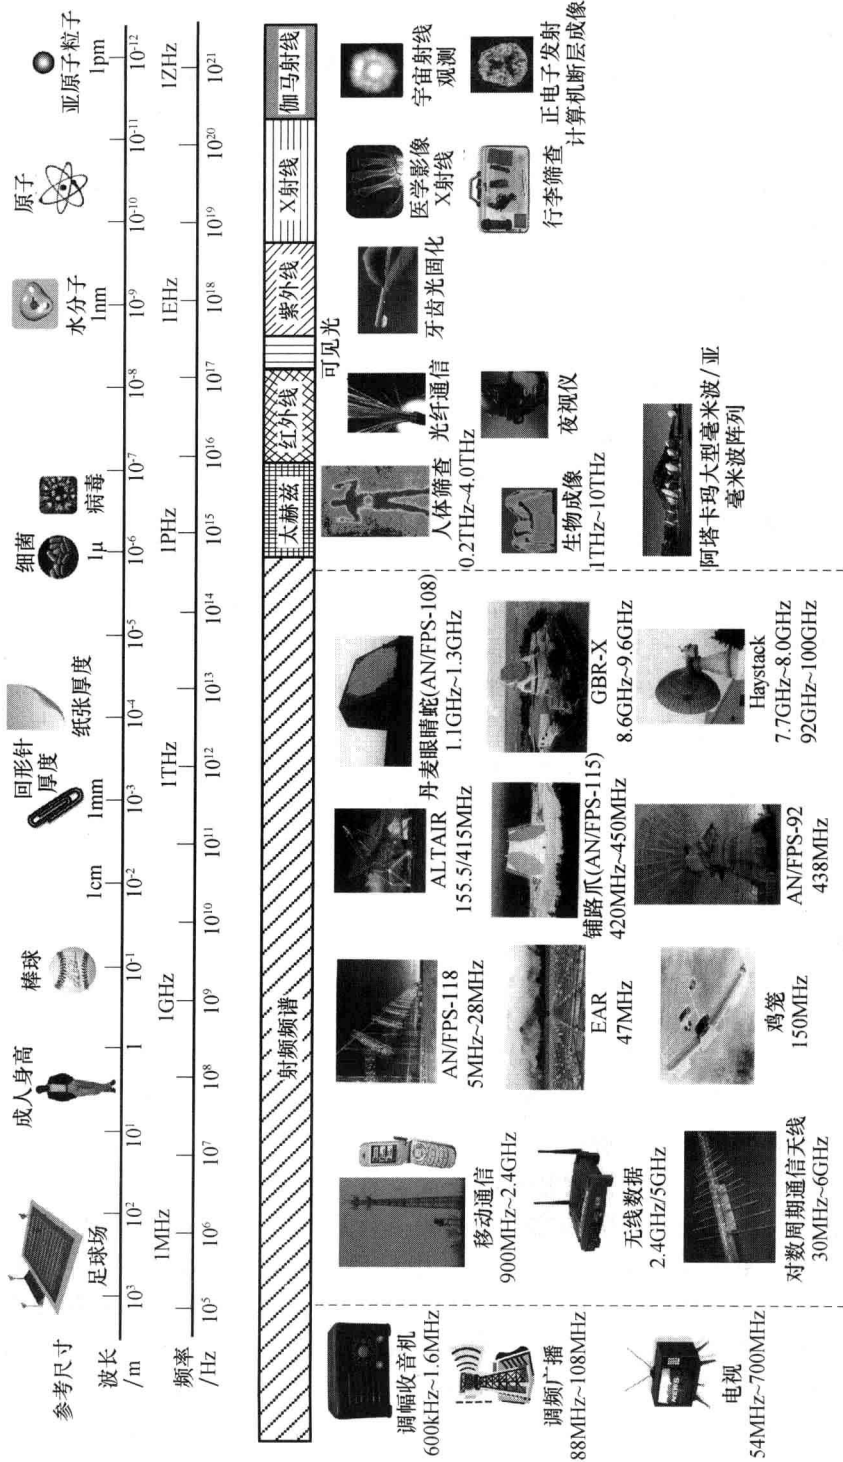 参考尺寸
足球场
成人身高
棒球
回形针
厚度
纸张厚度
细菌
病毒
水分子
原子
亚原子粒子
1cm
1mm
1μ
1nm
1pm
波长
/m
10³
10²
10¹
1
10⁻¹
10⁻²
10⁻³
10⁻⁴
10⁻⁵
10⁻⁶
10⁻⁷
10⁻⁸
10⁻⁹
10⁻¹⁰
10⁻¹¹
10⁻¹²
1MHz
1GHz
1THz
1PHz
1EHz
1ZHz
频率
/Hz
10⁵
10⁶
10⁷
10⁸
10⁹
10¹⁰
10¹¹
10¹²
10¹³
10¹⁴
10¹⁵
10¹⁶
10¹⁷
10¹⁸
10¹⁹
10²⁰
10²¹
射频频谱
太赫兹
红外线
可见光
紫外线
X射线
伽马射线
调幅收音机
600kHz~1.6MHz
调频广播
88MHz~108MHz
电视
54MHz~700MHz
移动通信
900MHz~2.4GHz
无线数据
2.4GHz/5GHz
对数周期通信天线
30MHz~6GHz
AN/FPS-118
5MHz~28MHz
EAR
47MHz
鸡笼
150MHz
ALTAIR
155.5/415MHz
铺路爪(AN/FPS-115)
420MHz~450MHz
AN/FPS-92
438MHz
丹麦眼睛蛇(AN/FPS-108)
1.1GHz~1.3GHz
GBR-X
8.6GHz~9.6GHz
Haystack
7.7GHz~8.0GHz
92GHz~100GHz
人体筛查
0.2THz~4.0THz
生物成像
1THz~10THz
阿塔卡玛大型毫米波/亚
毫米波阵列
光纤通信
夜视仪
牙齿光固化
医学影像
X射线
行李筛查
宇宙射线
观测
正电子发射
计算机断层成像